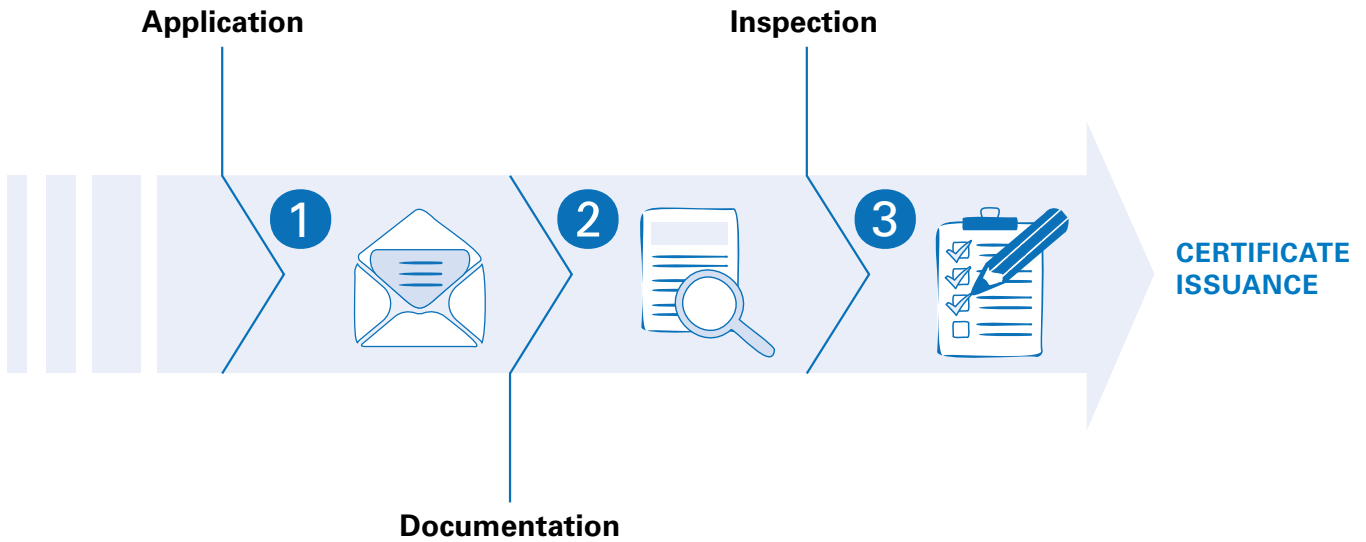 Application
Inspection
1
2
3
CERTIFICATE
ISSUANCE
Documentation